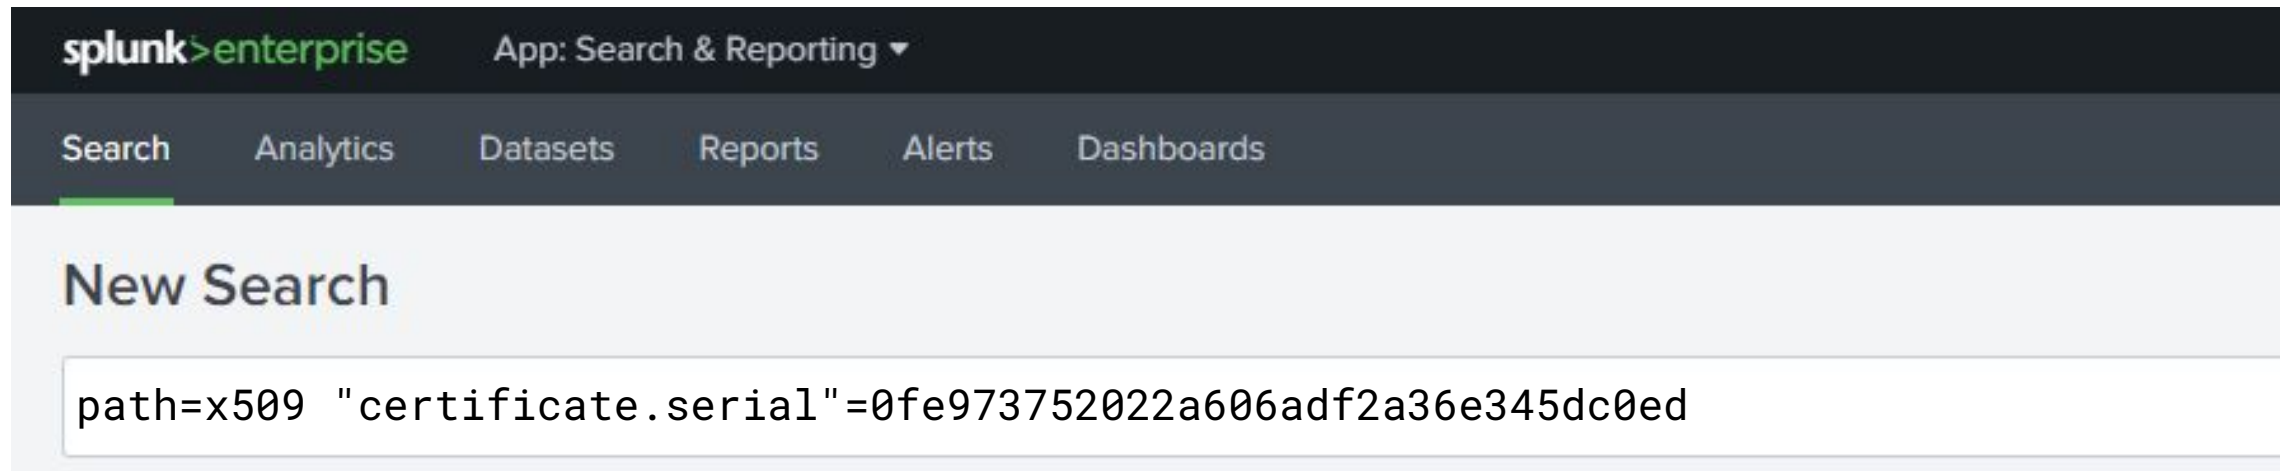 splunk>enterprise App: Search & Reporting
Search Analytics Datasets Reports Alerts Dashboards
New Search
path=x509 "certificate.serial"=0fe973752022a606adf2a36e345dc0ed